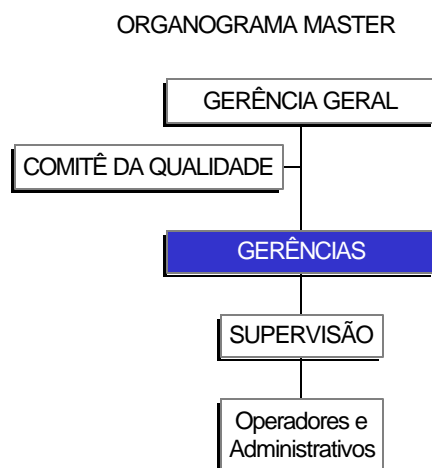 ORGANOGRAMA MASTER
GERÊNCIA GERAL
COMITÊ DA QUALIDADE
GERÊNCIAS
SUPERVISÃO
Operadores e
Administrativos